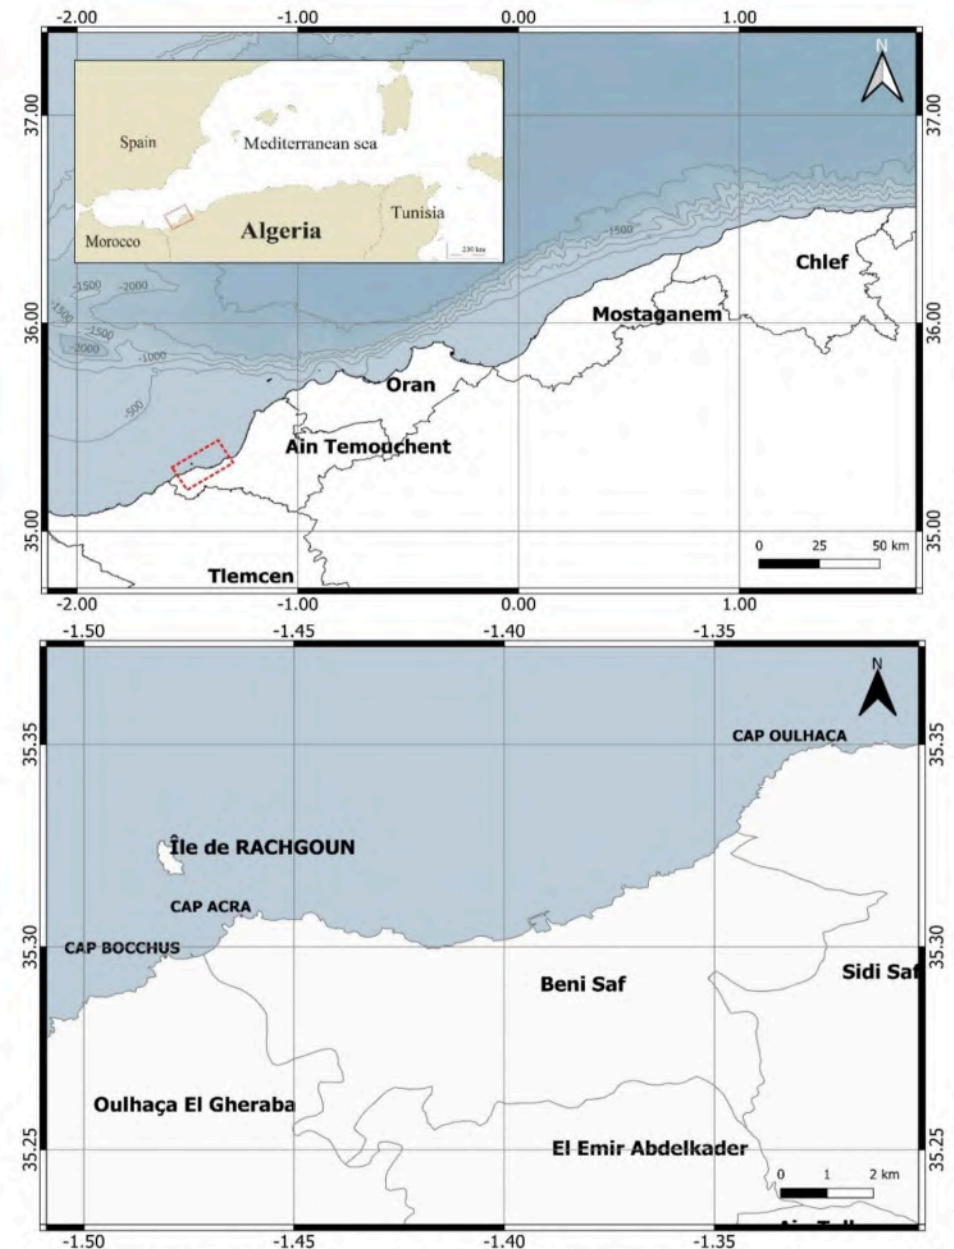 -2.00 -1.00 0.00 1.00
N
37.00 37.00
Spain
Mediterranean sea
Algeria
Tunisia
Morocco
230 km
-1500
Chlef
-1500 -2000
-1500
36.00 36.00
Mostaganem
-1500
-2000
-1000
Oran
-500
Ain Temouchent
35.00 35.00
0 25 50 km
Tlemcen
-2.00 -1.00 0.00 1.00
-1.50 -1.45 -1.40 -1.35
N
35.35 35.35
CAP OULHACA
Île de RACHGOUN
CAP ACRA
CAP BOCCHUS
35.30 35.30
Sidi Saf
Beni Saf
Oulhaça El Gheraba
35.25 35.25
El Emir Abdelkader
0 1 2 km
-1.50 -1.45 -1.40 -1.35